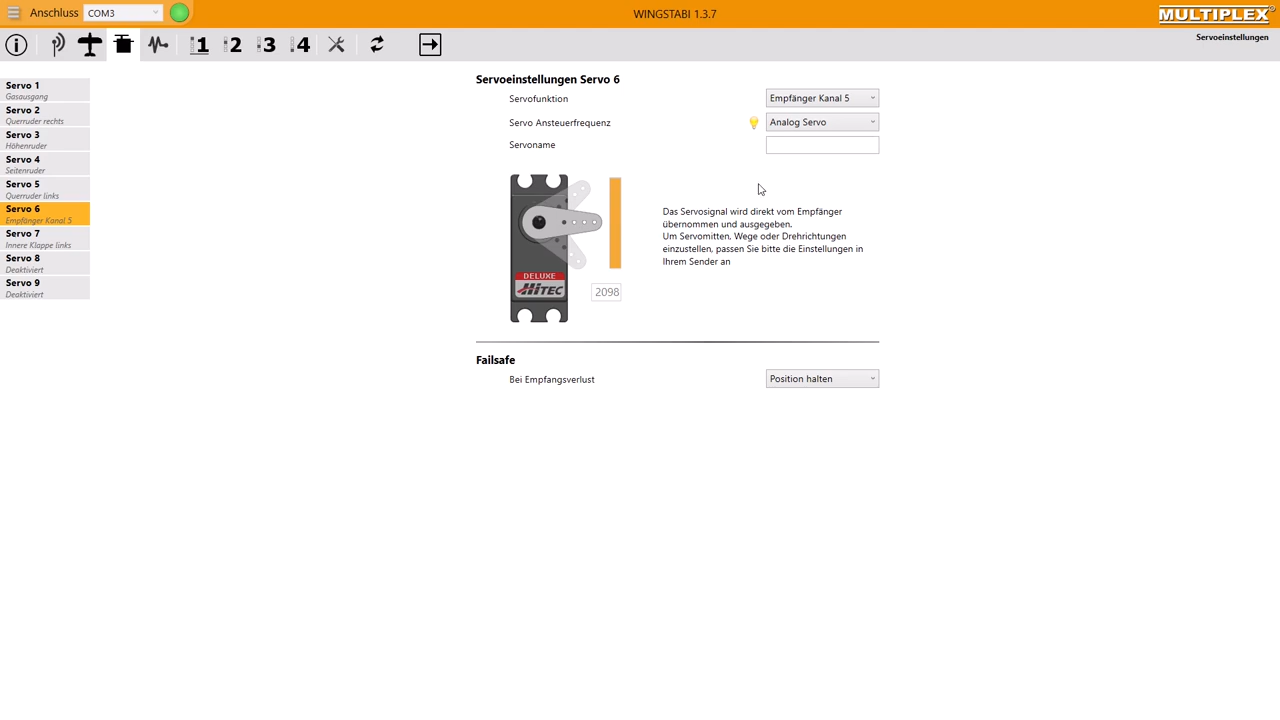 Anschluss COM3
WINGSTABI 1.3.7
MULTIPLEX
1 2 3 4
Servoeinstellungen
Servo 1
Gasausgang
Servo 2
Querruder rechts
Servo 3
Höhenruder
Servo 4
Seitenruder
Servo 5
Querruder links
Servo 6
Empfänger Kanal 5
Servo 7
Innere Klappe links
Servo 8
Deaktiviert
Servo 9
Deaktiviert
Servoeinstellungen Servo 6
Servofunktion Empfänger Kanal 5
Servo Ansteuerfrequenz Analog Servo
Servoname
Das Servosignal wird direkt vom Empfänger
übernommen und ausgegeben.
Um Servomitten, Wege oder Drehrichtungen
einzustellen, passen Sie bitte die Einstellungen in
Ihrem Sender an
DELUXE
HiTEC
2098
Failsafe
Bei Empfangsverlust Position halten